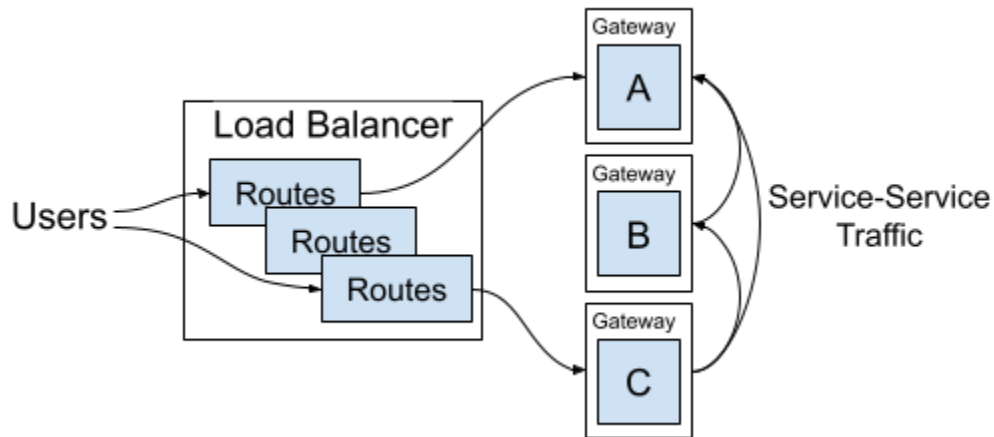 Users
Load Balancer
Routes
Routes
Routes
Gateway
A
Gateway
B
Gateway
C
Service-Service
Traffic